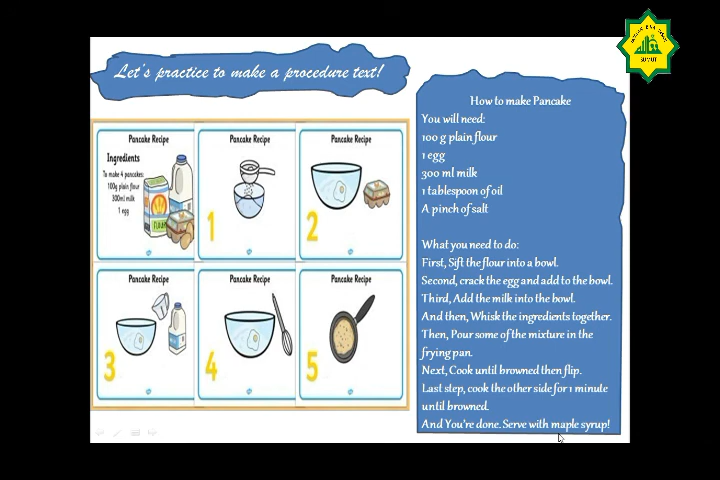 Let's practice to make a procedure text!
Pancake Recipe
Ingredients
To make 4 pancakes:
100g plain flour
300ml milk
1 egg
Pancake Recipe
1
Pancake Recipe
2
Pancake Recipe
3
Pancake Recipe
4
Pancake Recipe
5
How to make Pancake
You will need:
100 g plain flour
1 egg
300 ml milk
1 tablespoon of oil
A pinch of salt
What you need to do:
First, Sift the flour into a bowl.
Second, crack the egg and add to the bowl.
Third, Add the milk into the bowl.
And then, Whisk the ingredients together.
Then, Pour some of the mixture in the
frying pan.
Next, Cook until browned then flip.
Last step, cook the other side for 1 minute
until browned.
And You're done. Serve with maple syrup!
SUMUT